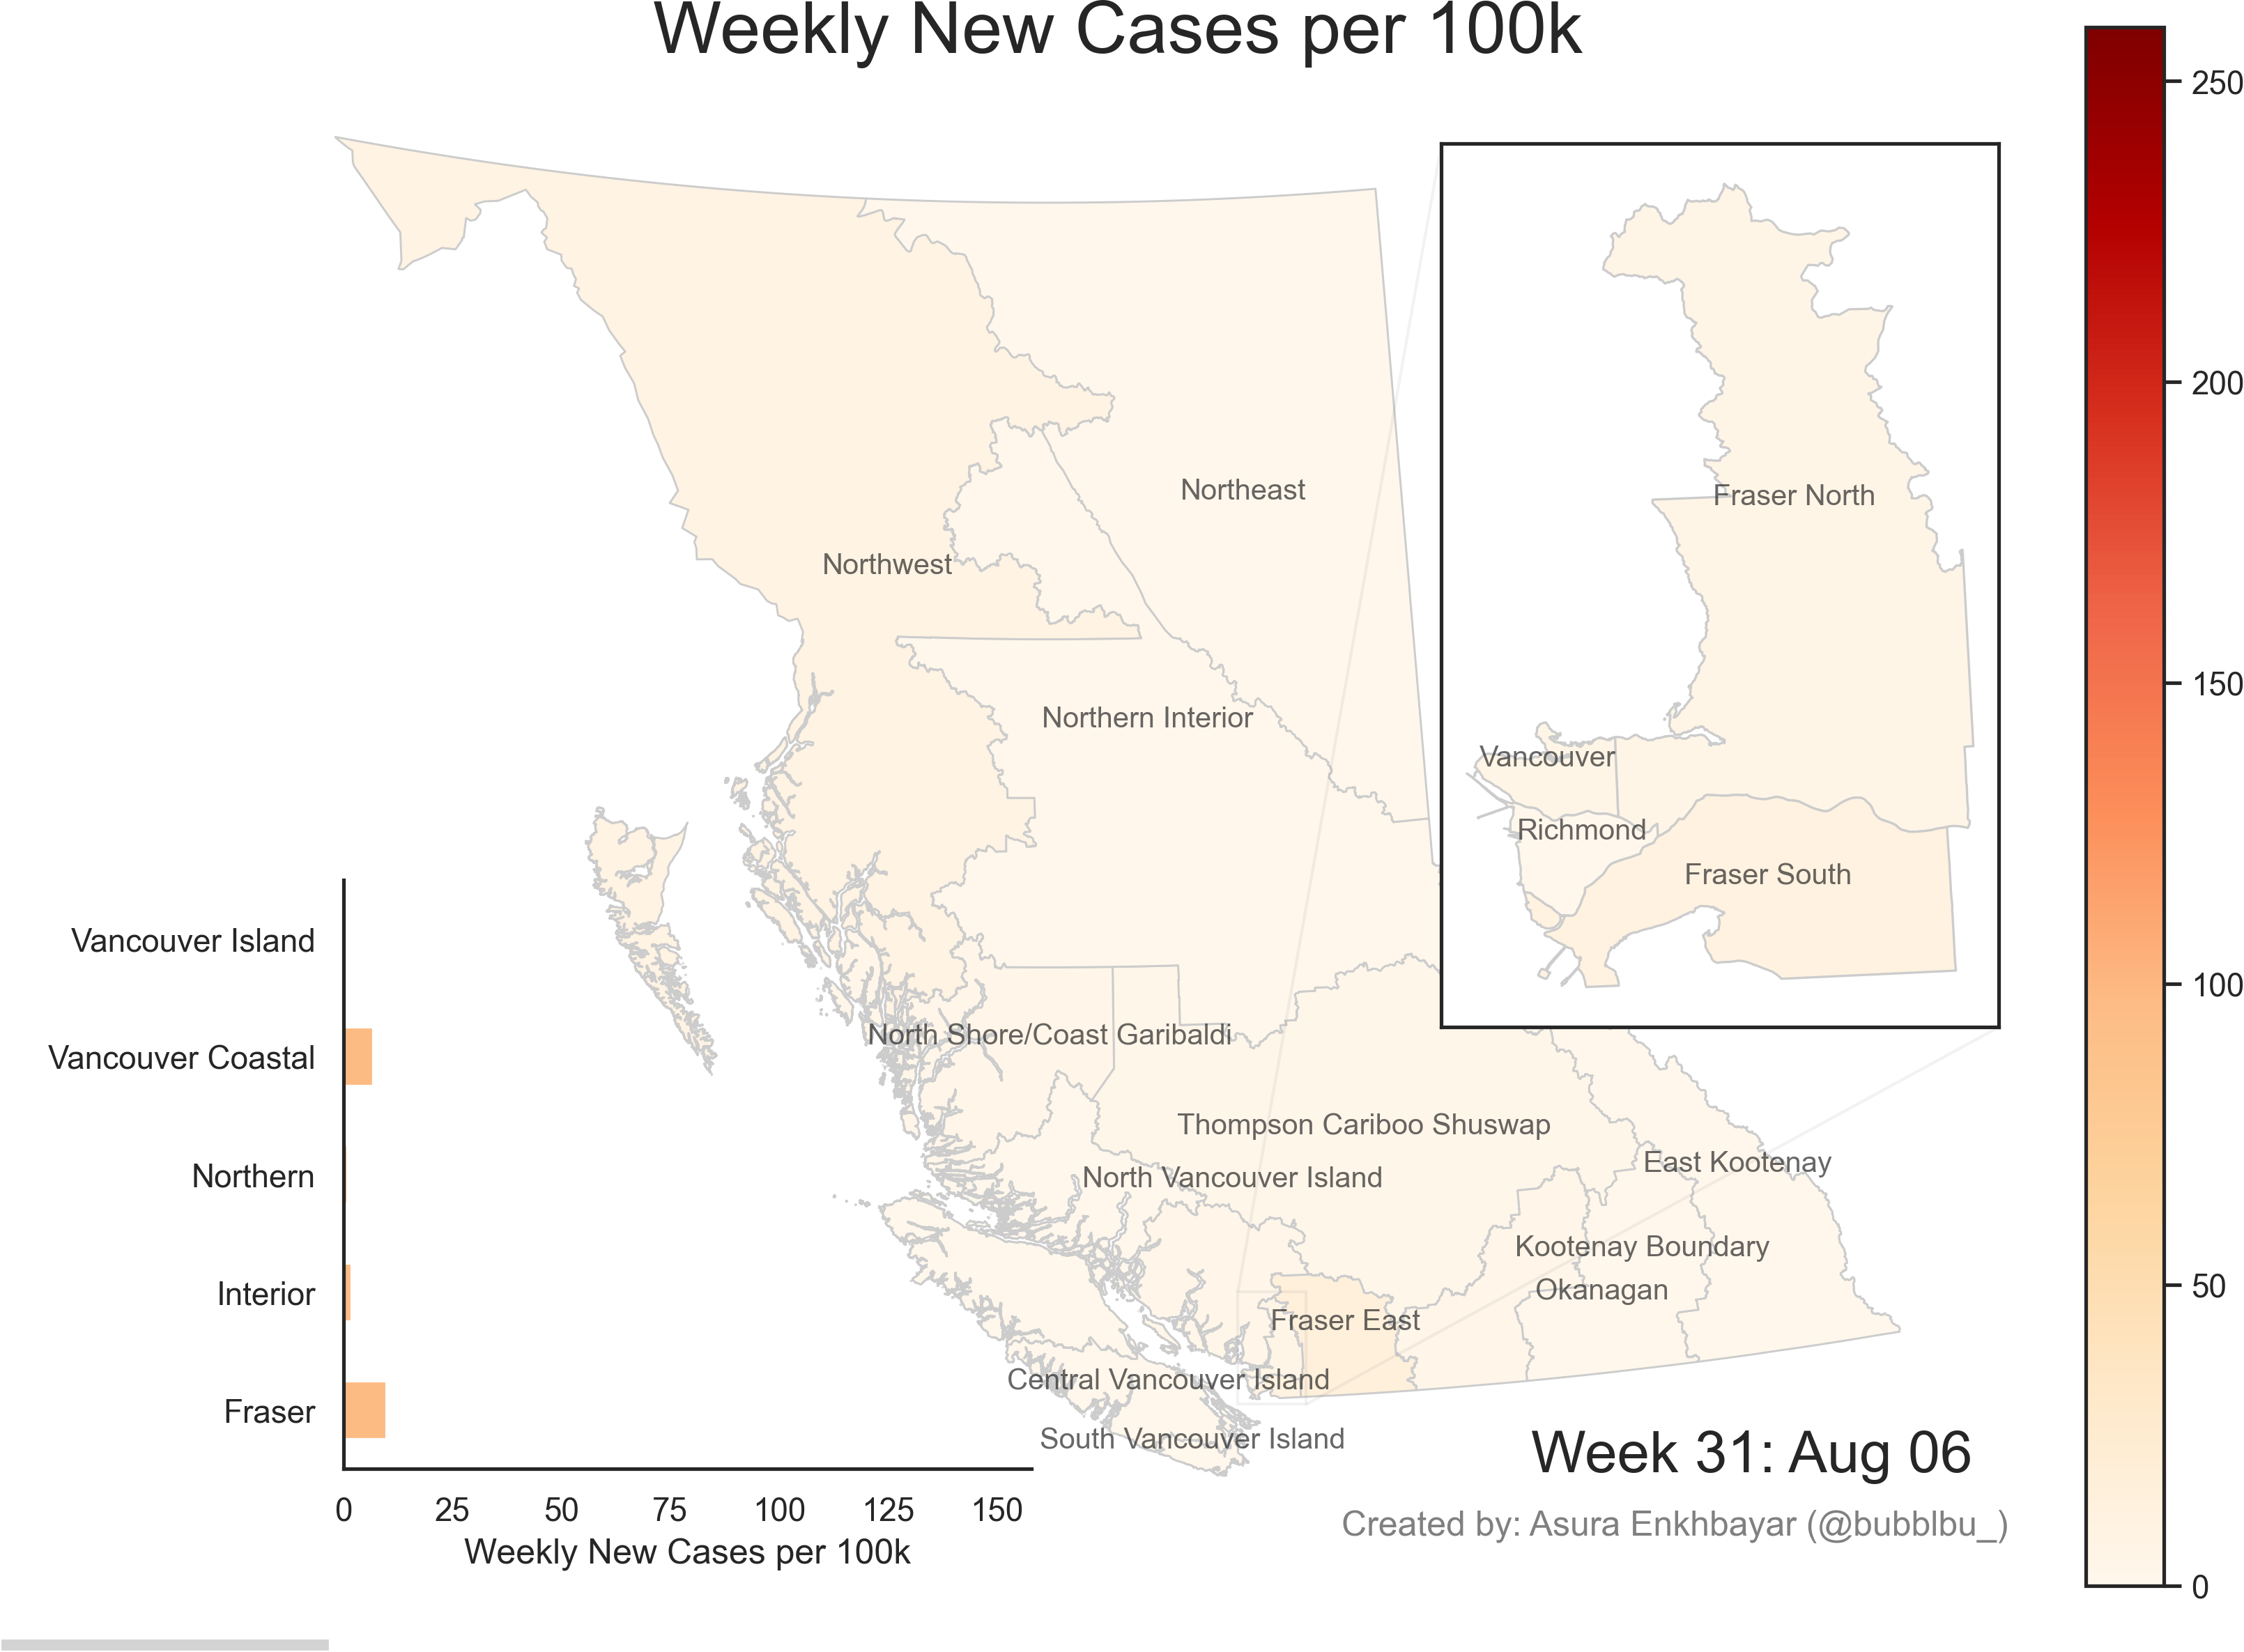 Weekly New Cases per 100k
250
200
150
100
50
0
Northeast
Northwest
Northern Interior
North Shore/Coast Garibaldi
Thompson Cariboo Shuswap
North Vancouver Island
East Kootenay
Kootenay Boundary
Okanagan
Fraser East
Central Vancouver Island
South Vancouver Island
Fraser North
Vancouver
Richmond
Fraser South
Vancouver Island
Vancouver Coastal
Northern
Interior
Fraser
0 25 50 75 100 125 150
Weekly New Cases per 100k
Week 31: Aug 06
Created by: Asura Enkhbayar (@bubblbu_)